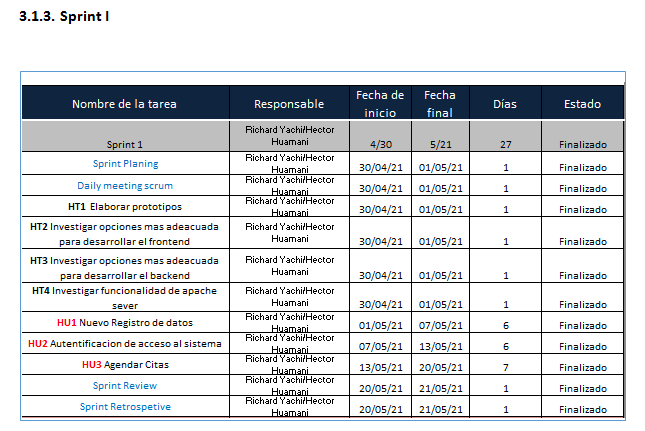 3.1.3. Sprint I
Nombre de la tarea Responsable Fecha de inicio Fecha final Días Estado
Sprint 1 Richard Yachi/Hector Huamani 4/30 5/21 27 Finalizado
Sprint Planing Richard Yachi/Hector Huamani 30/04/21 01/05/21 1 Finalizado
Daily meeting scrum Richard Yachi/Hector Huamani 30/04/21 01/05/21 1 Finalizado
HT1 Elaborar prototipos Richard Yachi/Hector Huamani 30/04/21 01/05/21 1 Finalizado
HT2 Investigar opciones mas adeacuada para desarrollar el frontend Richard Yachi/Hector Huamani 30/04/21 01/05/21 1 Finalizado
HT3 Investigar opciones mas adeacuada para desarrollar el backend Richard Yachi/Hector Huamani 30/04/21 01/05/21 1 Finalizado
HT4 Investigar funcionalidad de apache sever Richard Yachi/Hector Huamani 30/04/21 01/05/21 1 Finalizado
HU1 Nuevo Registro de datos Richard Yachi/Hector Huamani 01/05/21 07/05/21 6 Finalizado
HU2 Autentificacion de acceso al sistema Richard Yachi/Hector Huamani 07/05/21 13/05/21 6 Finalizado
HU3 Agendar Citas Richard Yachi/Hector Huamani 13/05/21 20/05/21 7 Finalizado
Sprint Review Richard Yachi/Hector Huamani 20/05/21 21/05/21 1 Finalizado
Sprint Retrospetive Richard Yachi/Hector Huamani 20/05/21 21/05/21 1 Finalizado